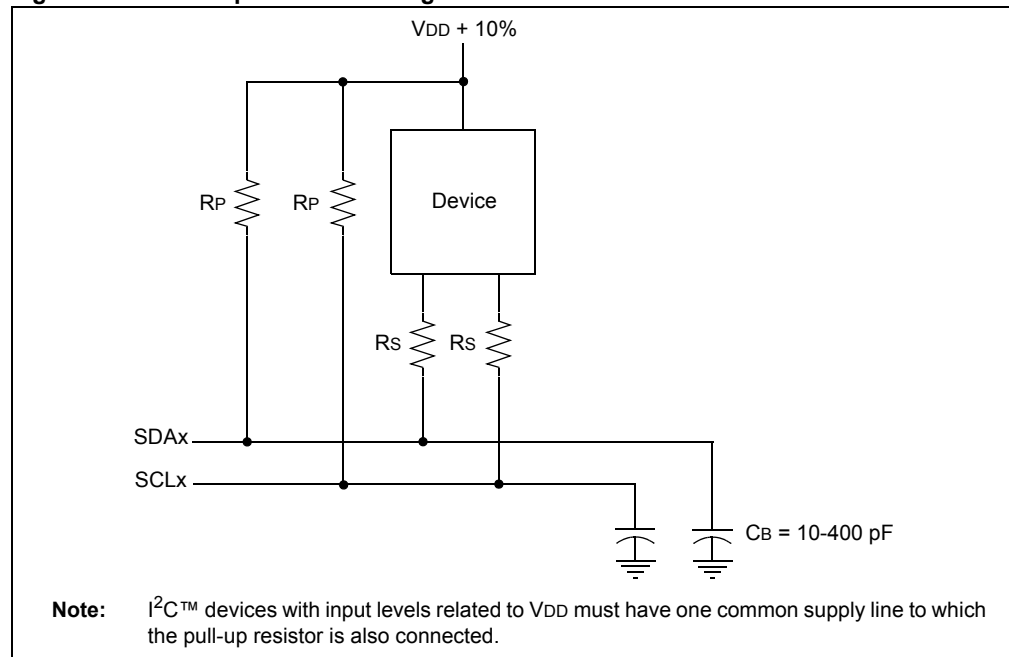 VDD + 10%
RP
RP
Device
RS
RS
SDAx
SCLx
CB = 10-400 pF
Note: I²C™ devices with input levels related to VDD must have one common supply line to which
the pull-up resistor is also connected.